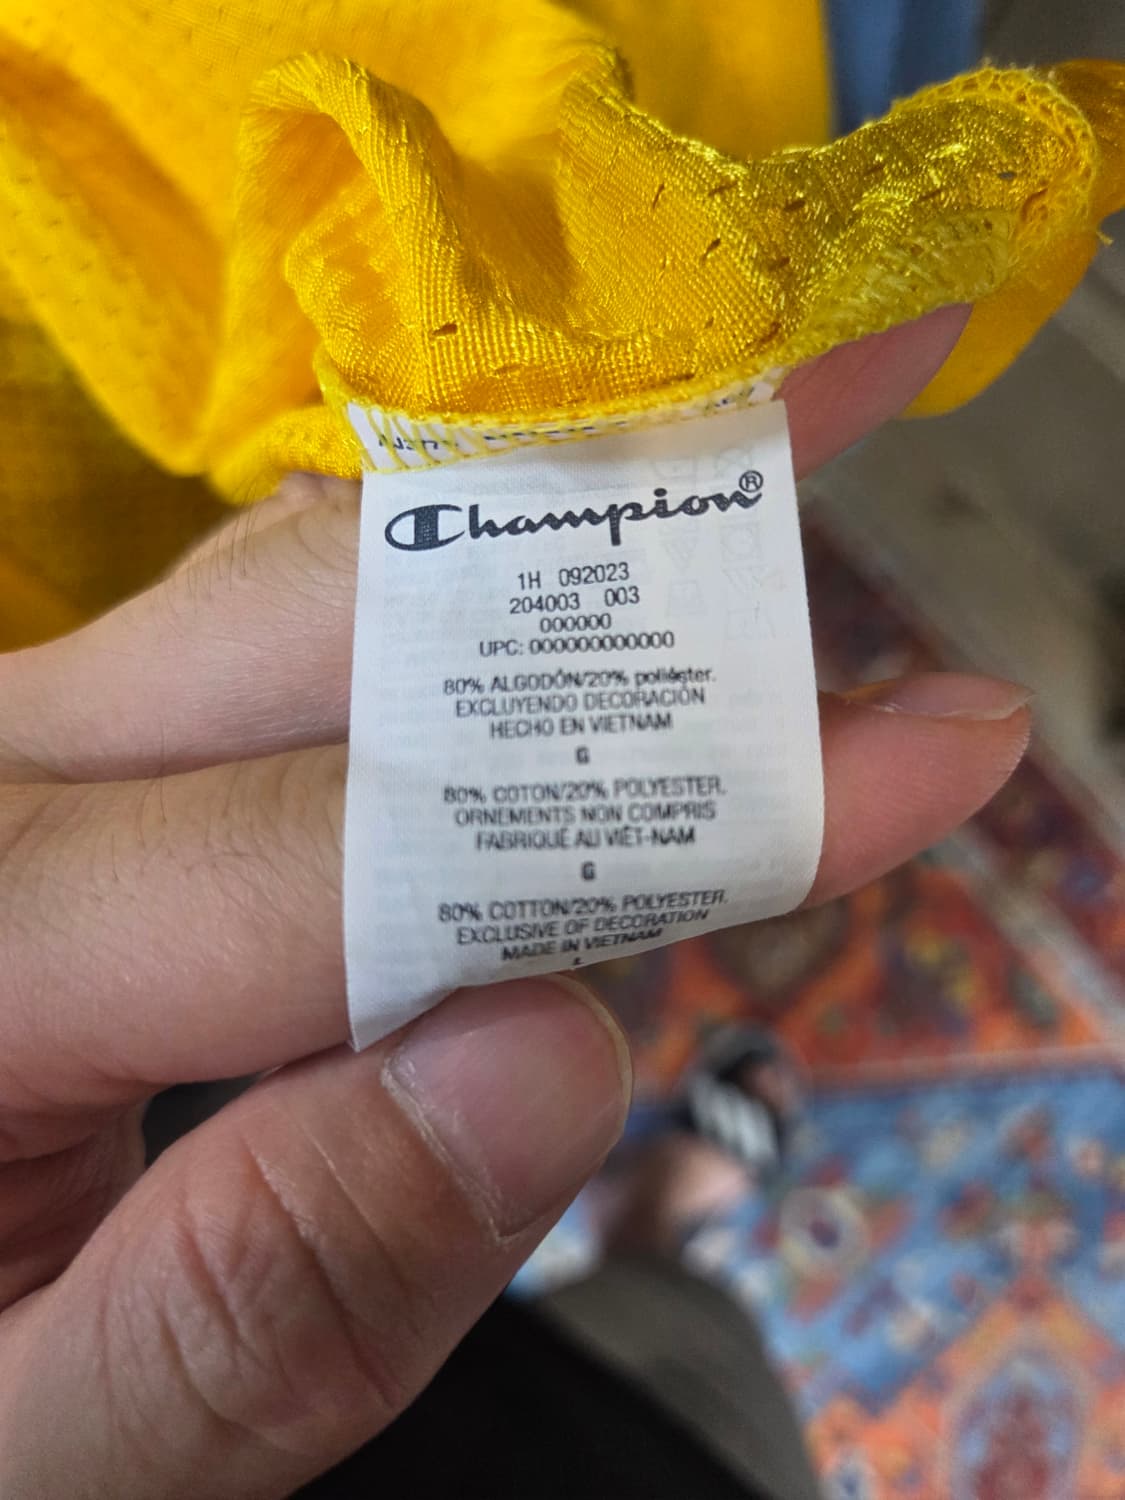 Champion®
1H 092023
204003 003
000000
UPC: 000000000000
80% ALGODÓN/20% poliéster.
EXCLUYENDO DECORACIÓN
HECHO EN VIETNAM
G
80% COTON/20% POLYESTER.
ORNEMENTS NON COMPRIS
FABRIQUÉ AU VIÊT-NAM
G
80% COTTON/20% POLYESTER.
EXCLUSIVE OF DECORATION
MADE IN VIETNAM
L